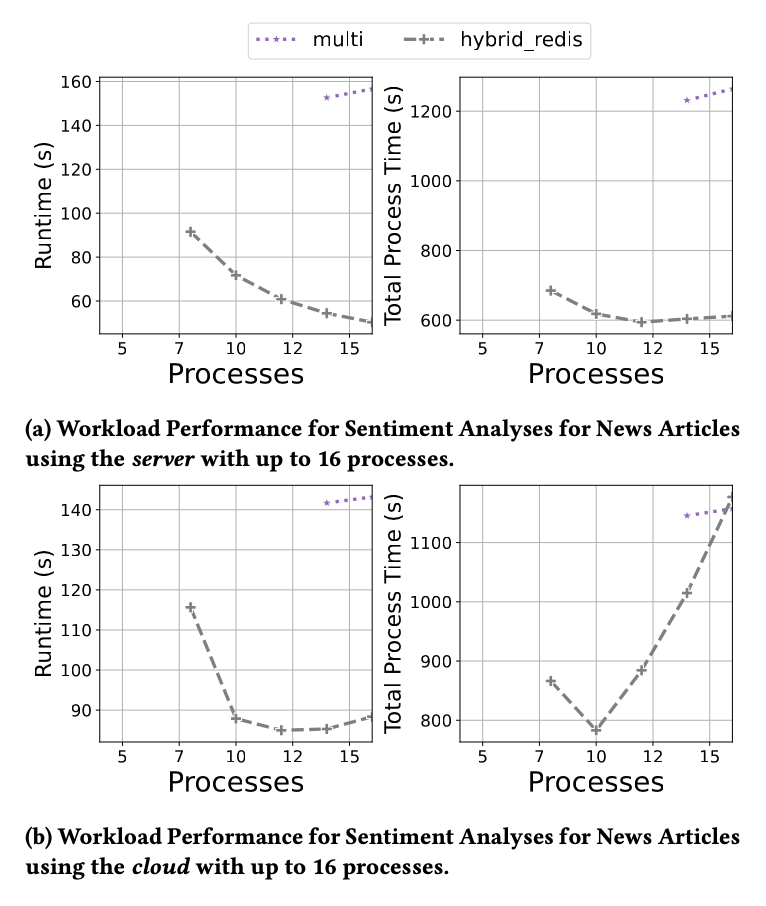 multi hybrid_redis
160
140
120
100
80
60
Runtime (s)
5 7 10 12 15
Processes
1200
1000
800
600
Total Process Time (s)
5 7 10 12 15
Processes
(a) Workload Performance for Sentiment Analyses for News Articles
using the server with up to 16 processes.
140
130
120
110
100
90
Runtime (s)
5 7 10 12 15
Processes
1100
1000
900
800
Total Process Time (s)
5 7 10 12 15
Processes
(b) Workload Performance for Sentiment Analyses for News Articles
using the cloud with up to 16 processes.